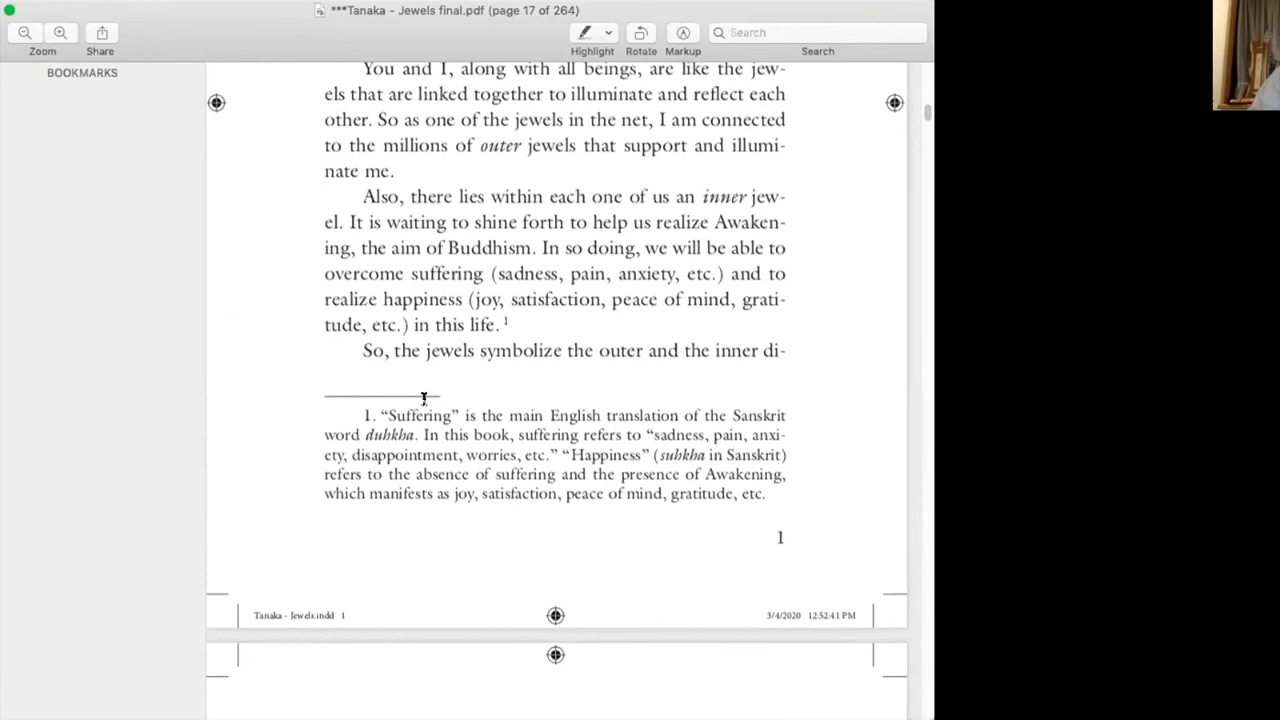 ***Tanaka - Jewels final.pdf (page 17 of 264)
Zoom
Share
Highlight
Rotate
Markup
Search
Search
BOOKMARKS
You and I, along with all beings, are like the jew-
els that are linked together to illuminate and reflect each
other. So as one of the jewels in the net, I am connected
to the millions of outer jewels that support and illumi-
nate me.
Also, there lies within each one of us an inner jew-
el. It is waiting to shine forth to help us realize Awaken-
ing, the aim of Buddhism. In so doing, we will be able to
overcome suffering (sadness, pain, anxiety, etc.) and to
realize happiness (joy, satisfaction, peace of mind, grati-
tude, etc.) in this life. 1
So, the jewels symbolize the outer and the inner di-
1. “Suffering” is the main English translation of the Sanskrit
word duhkha. In this book, suffering refers to “sadness, pain, anxi-
ety, disappointment, worries, etc.” “Happiness” (suhkha in Sanskrit)
refers to the absence of suffering and the presence of Awakening,
which manifests as joy, satisfaction, peace of mind, gratitude, etc.
1
Tanaka - Jewels.indd 1
3/4/2020 12:52:41 PM